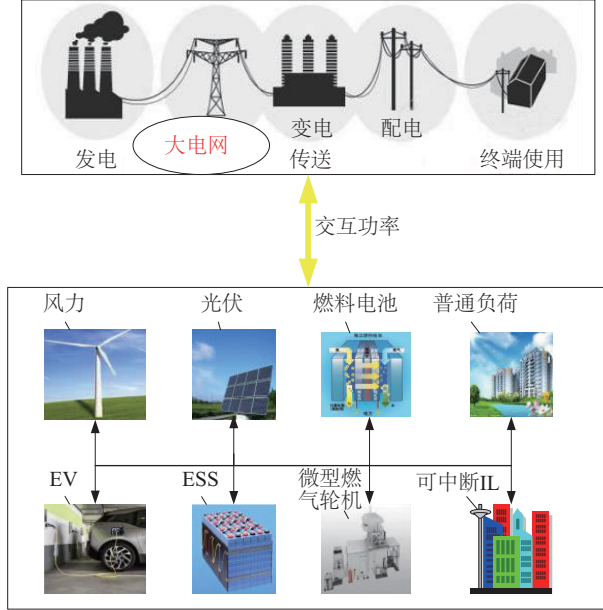 大电网
变电
配电
发电
传送
终端使用
交互功率
风力
光伏
燃料电池
普通负荷
EV
ESS
微型燃
气轮机
可中断IL